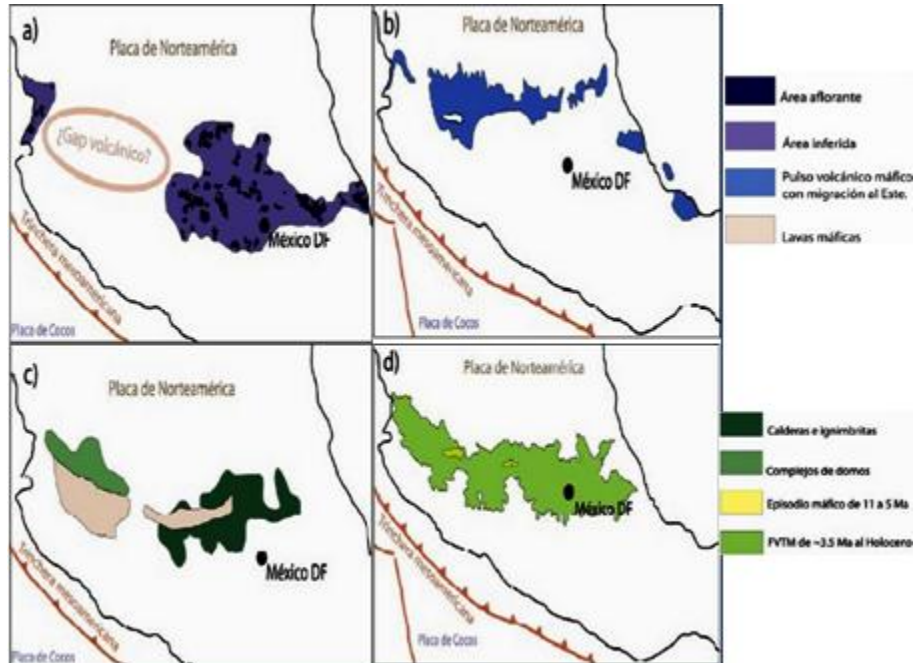 a)
Placa de Norteamérica
¿Gap volcánico?
México DF
Trinchera mesoamericana
Placa de Cocos
b)
Placa de Norteamérica
México DF
Trinchera mesoamericana
Placa de Cocos
Área aflorante
Área inferida
Pulso volcánico máfico
con migración al Este.
Lavas máficas
c)
Placa de Norteamérica
México DF
Trinchera mesoamericana
Placa de Cocos
d)
Placa de Norteamérica
México DF
Trinchera mesoamericana
Placa de Cocos
Calderas e ignimbritas
Complejos de domos
Episodio máfico de 11 a 5 Ma
FVTM de ~3.5 Ma al Holoceno